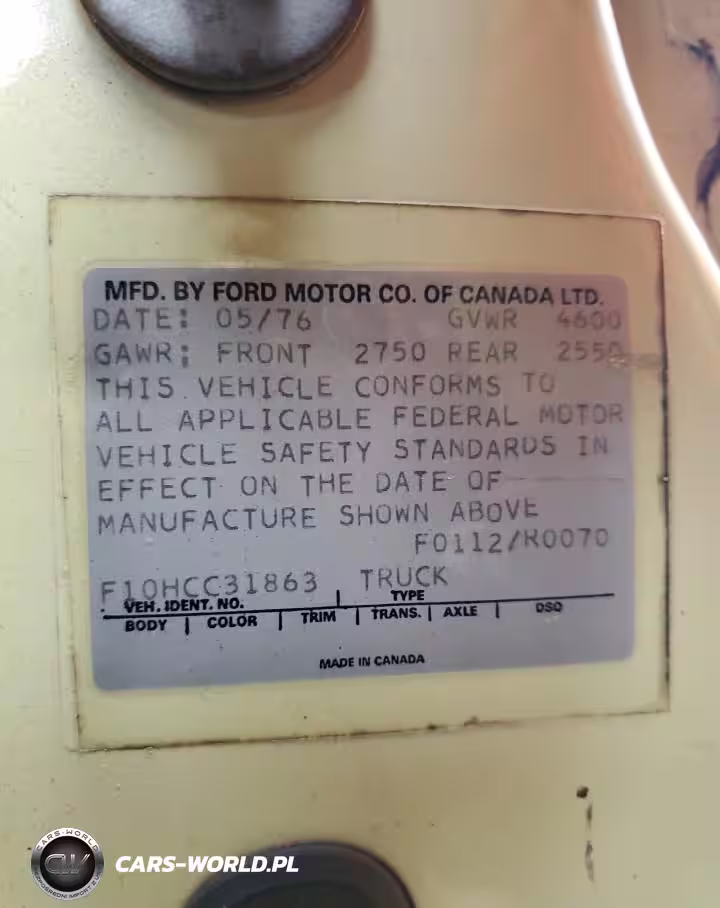 MFD. BY FORD MOTOR CO. OF CANADA LTD.
DATE: 05/76 GVWR 4600
GAWR: FRONT 2750 REAR 2550
THIS VEHICLE CONFORMS TO
ALL APPLICABLE FEDERAL MOTOR
VEHICLE SAFETY STANDARDS IN
EFFECT ON THE DATE OF
MANUFACTURE SHOWN ABOVE
F0112/R0070
F10HCC31863 TRUCK
VEH. IDENT. NO. TYPE
BODY COLOR TRIM TRANS. AXLE DSO
MADE IN CANADA
CARS-WORLD
CW
CARS-WORLD.PL